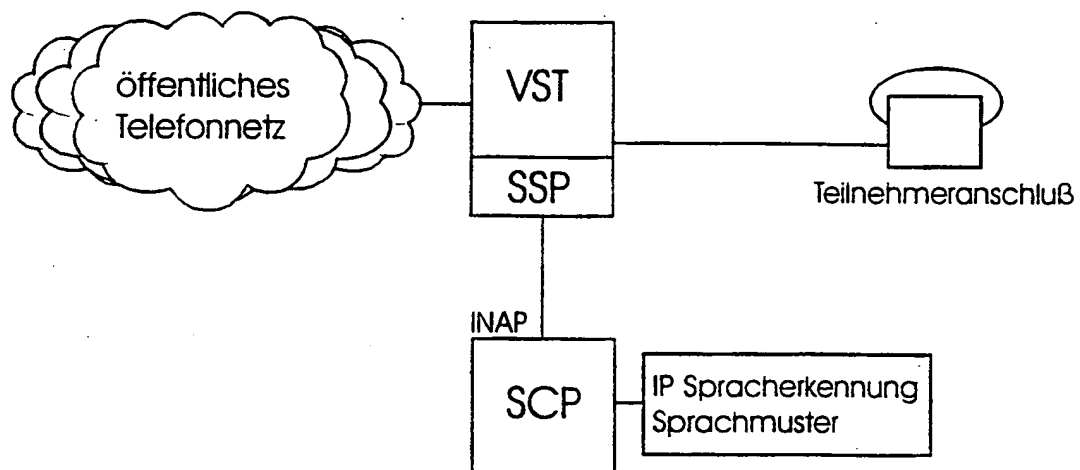 öffentliches
Telefonnetz
VST
SSP
Teilnehmeranschluß
INAP
SCP
IP Spracherkennung
Sprachmuster